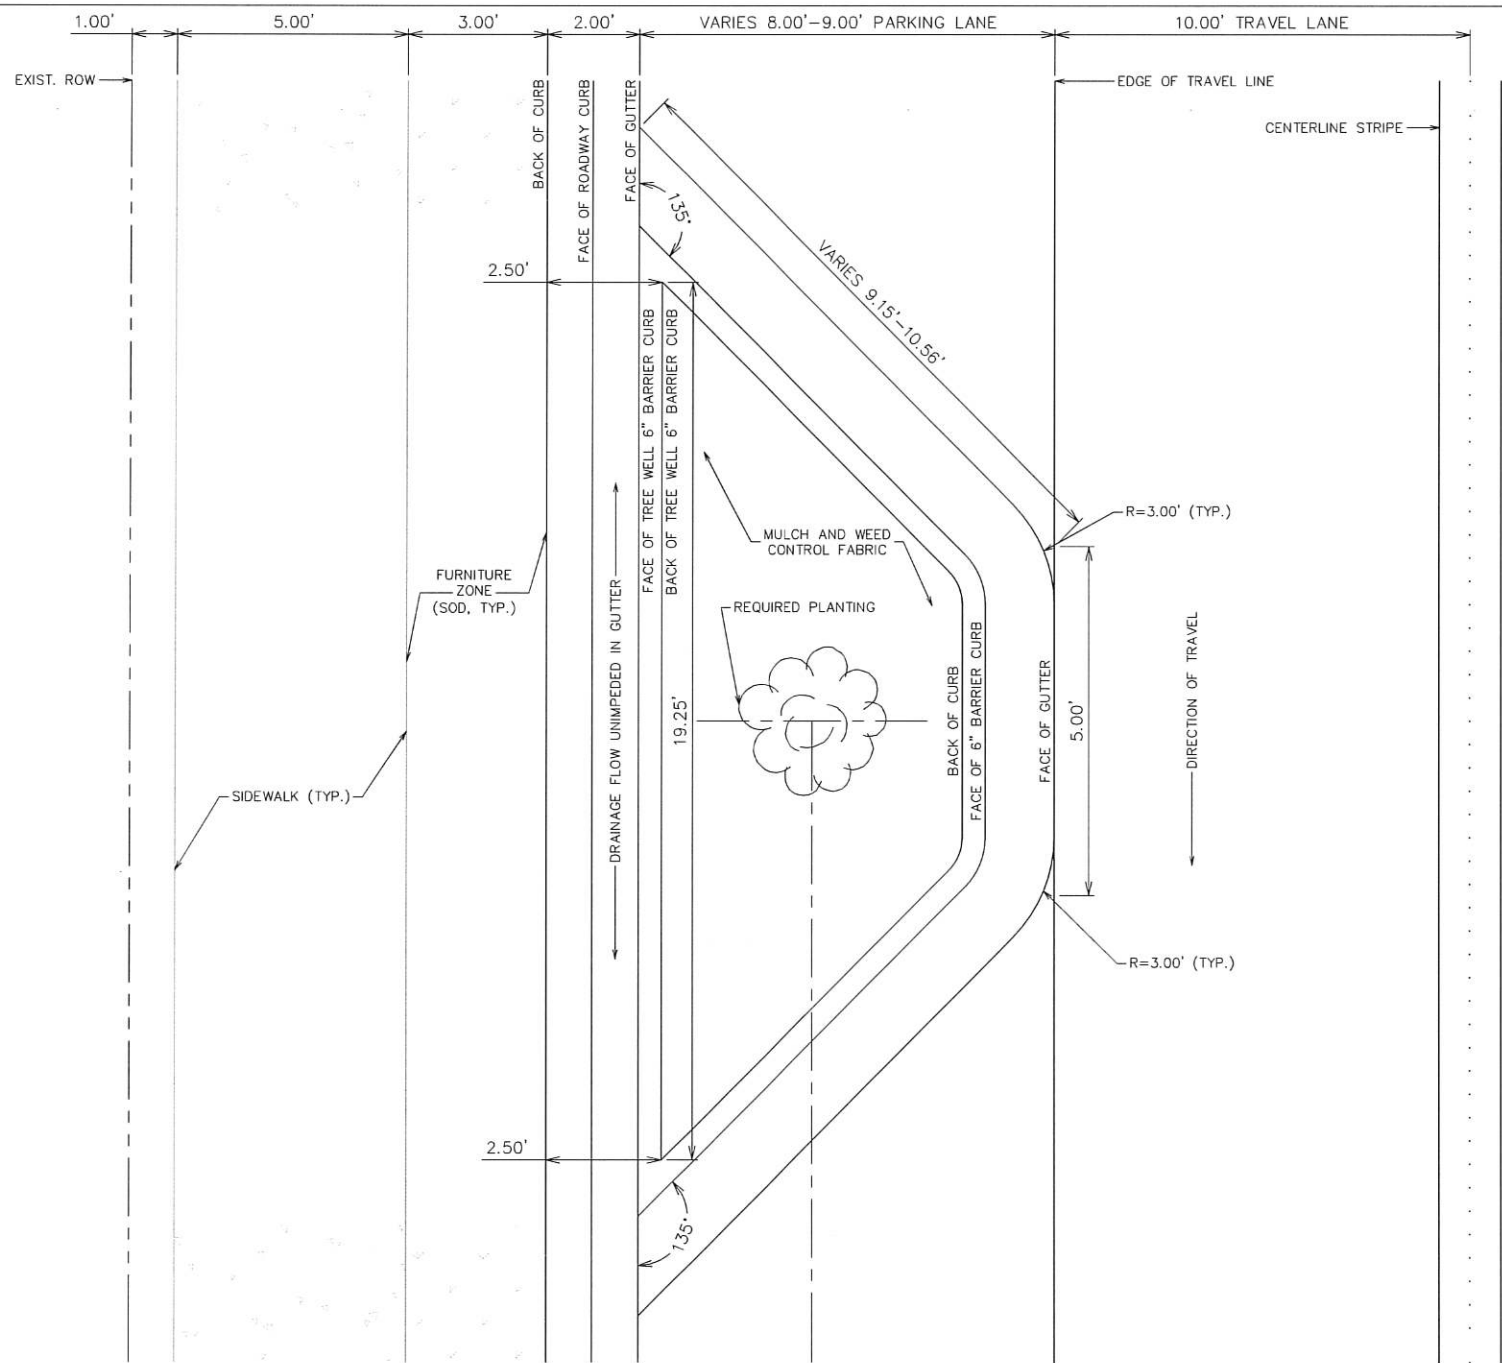 1.00'
5.00'
3.00'
2.00'
VARIES 8.00'-9.00' PARKING LANE
10.00' TRAVEL LANE
EXIST. ROW
BACK OF CURB
FACE OF ROADWAY CURB
FACE OF GUTTER
EDGE OF TRAVEL LINE
CENTERLINE STRIPE
135°
2.50'
VARIES 9.15'-10.56'
FACE OF TREE WELL 6" BARRIER CURB
BACK OF TREE WELL 6" BARRIER CURB
R=3.00' (TYP.)
MULCH AND WEED
CONTROL FABRIC
FURNITURE
ZONE
(SOD, TYP.)
REQUIRED PLANTING
DRAINAGE FLOW UNIMPEDED IN GUTTER
19.25'
BACK OF CURB
FACE OF 6" BARRIER CURB
FACE OF GUTTER
5.00'
DIRECTION OF TRAVEL
SIDEWALK (TYP.)
R=3.00' (TYP.)
2.50'
135°